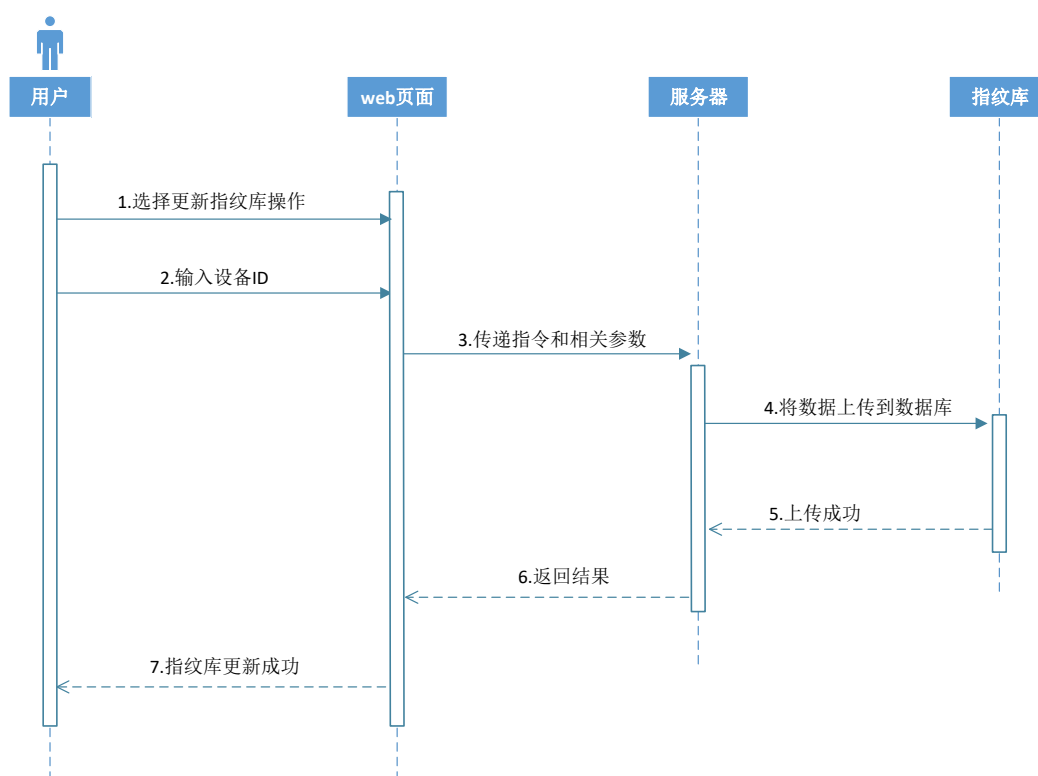 用户
web页面
服务器
指纹库
1.选择更新指纹库操作
2.输入设备ID
3.传递指令和相关参数
4.将数据上传到数据库
5.上传成功
6.返回结果
7.指纹库更新成功